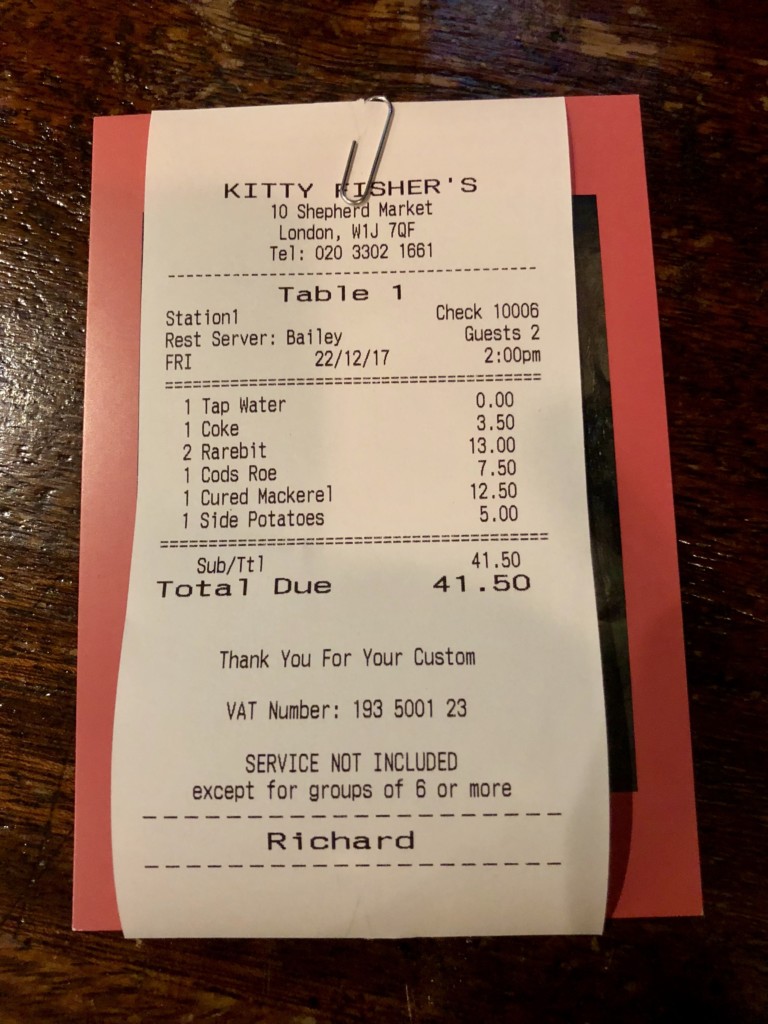 KITTY FISHER'S
10 Shepherd Market
London, W1J 7QF
Tel: 020 3302 1661
Table 1
Station1 Check 10006
Rest Server: Bailey Guests 2
FRI 22/12/17 2:00pm
1 Tap Water 0.00
1 Coke 3.50
2 Rarebit 13.00
1 Cods Roe 7.50
1 Cured Mackerel 12.50
1 Side Potatoes 5.00
Sub/Ttl 41.50
Total Due 41.50
Thank You For Your Custom
VAT Number: 193 5001 23
SERVICE NOT INCLUDED
except for groups of 6 or more
Richard